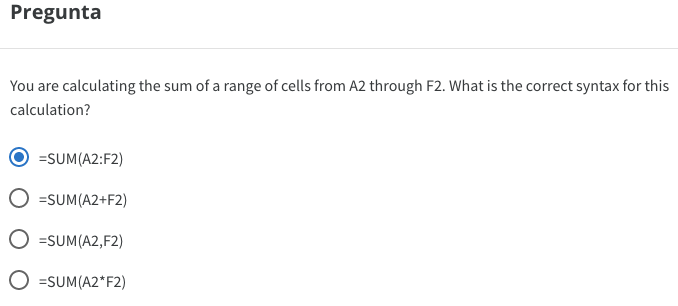 Pregunta
You are calculating the sum of a range of cells from A2 through F2. What is the correct syntax for this
calculation?
=SUM(A2:F2)
=SUM(A2+F2)
=SUM(A2,F2)
=SUM(A2*F2)